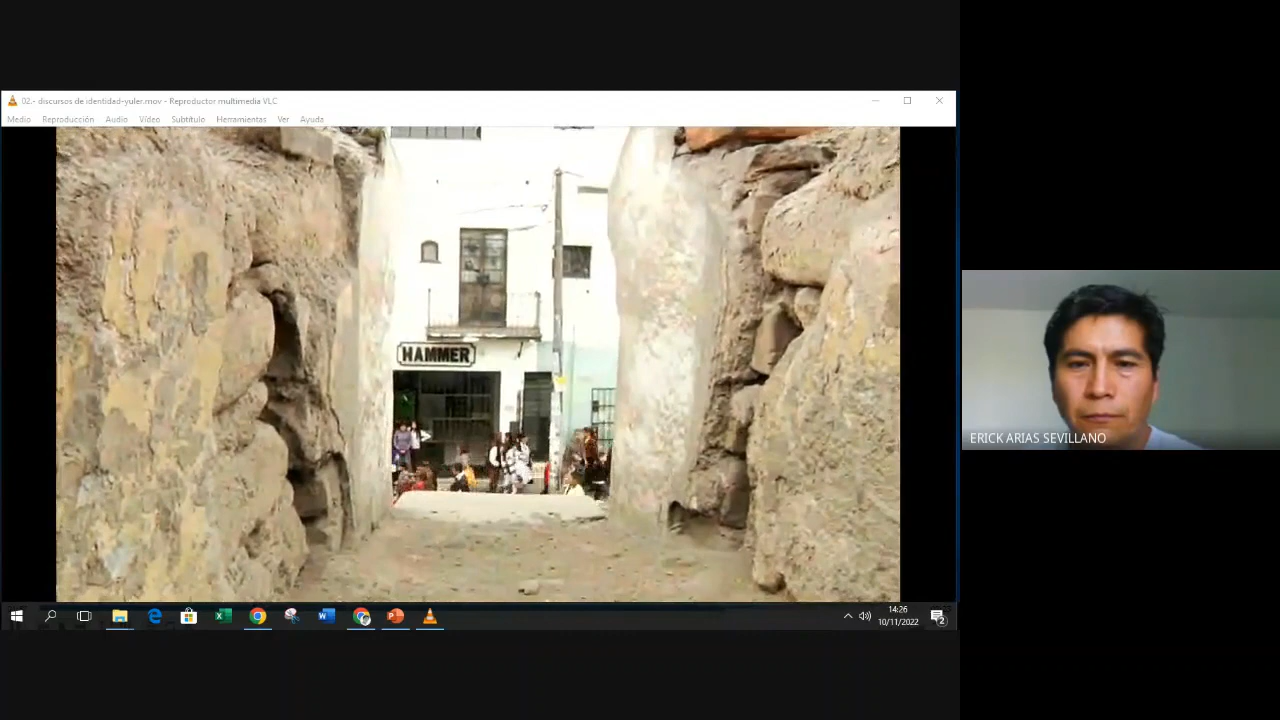 02.- discursos de identidad-yuler.mov - Reproductor multimedia VLC
Medio Reproducción Audio Vídeo Subtítulo Herramientas Ver Ayuda
HAMMER
ERICK ARIAS SEVILLANO
14:26
10/11/2022
2